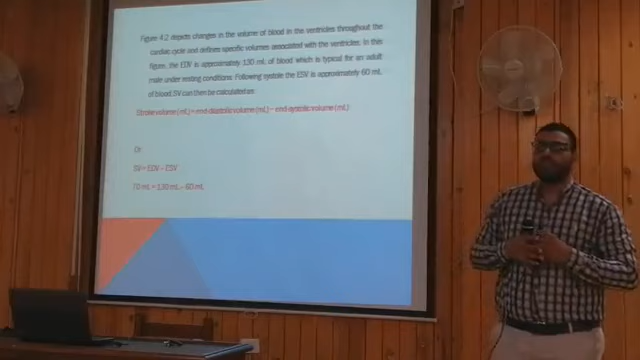 Figure 4.2 depicts changes in the volume of blood in the ventricles throughout the
cardiac cycle and defines specific volumes associated with the ventricles. In this
figure, the EDV is approximately 130 mL of blood which is typical for an adult
male under resting conditions. Following systole the ESV is approximately 60 mL
of blood. SV can then be calculated as:
Stroke volume (mL) = end-diastolic volume (mL) – end-systolic volume (mL)
Or
SV = EDV – ESV
70 mL = 130 mL – 60 mL